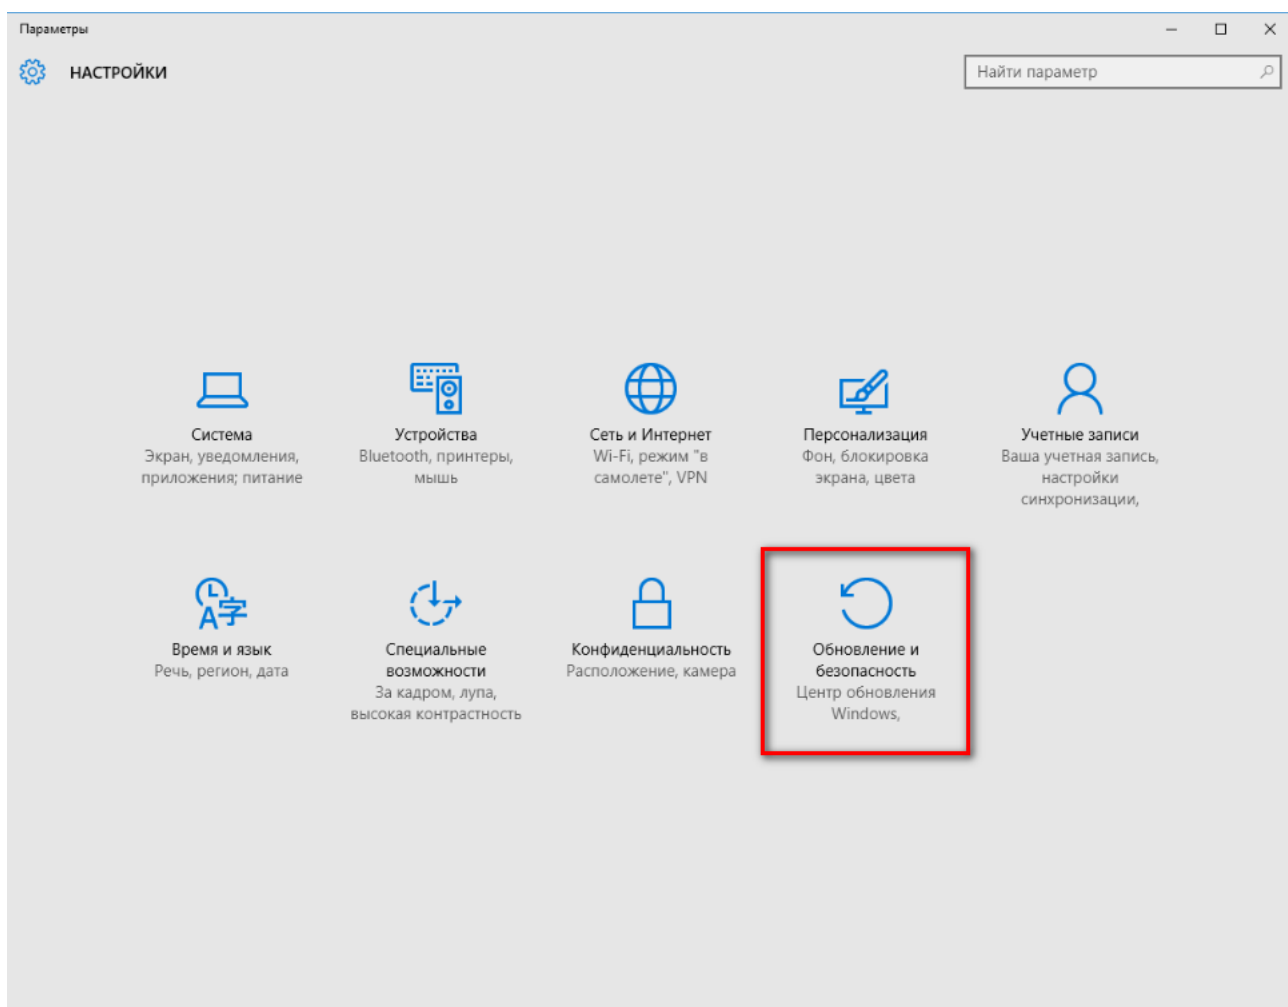 Параметры
НАСТРОЙКИ
Найти параметр
Система
Экран, уведомления,
приложения; питание
Устройства
Bluetooth, принтеры,
мышь
Сеть и Интернет
Wi-Fi, режим "в
самолете", VPN
Персонализация
Фон, блокировка
экрана, цвета
Учетные записи
Ваша учетная запись,
настройки
синхронизации,
Время и язык
Речь, регион, дата
Специальные
возможности
За кадром, лупа,
высокая контрастность
Конфиденциальность
Расположение, камера
Обновление и
безопасность
Центр обновления
Windows,